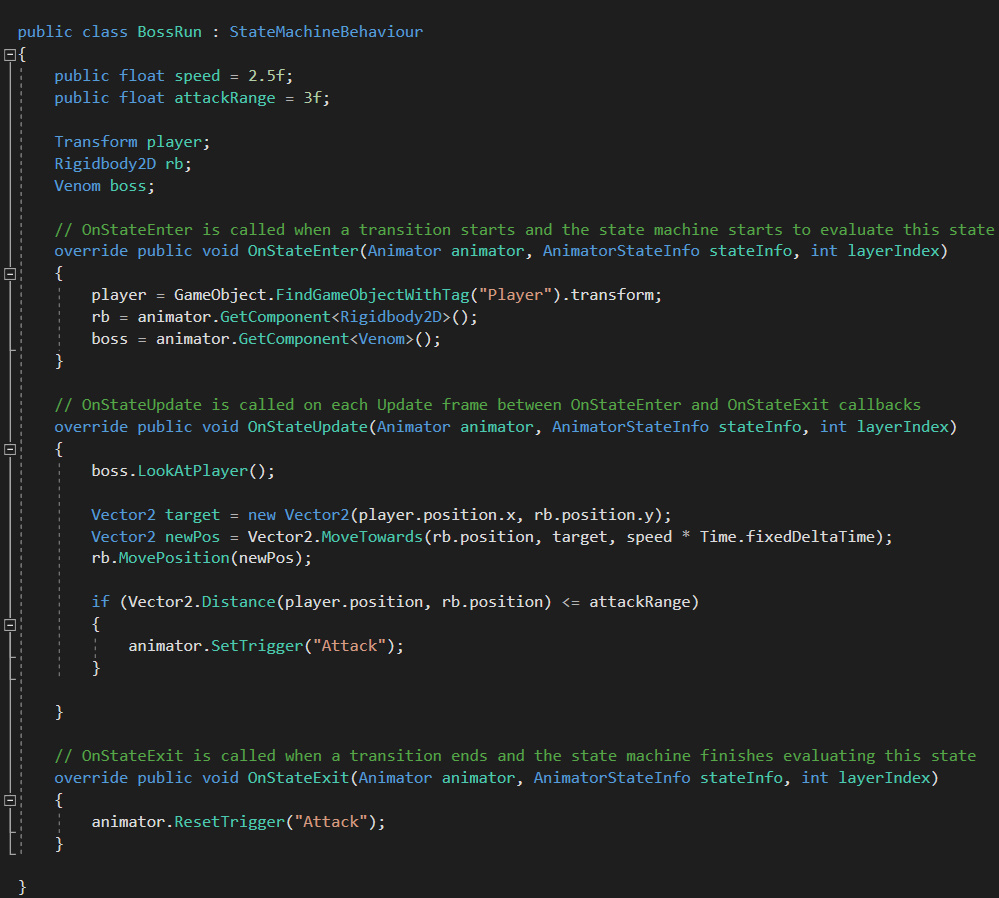 public class BossRun : StateMachineBehaviour
{
    public float speed = 2.5f;
    public float attackRange = 3f;

    Transform player;
    Rigidbody2D rb;
    Venom boss;

    // OnStateEnter is called when a transition starts and the state machine starts to evaluate this state
    override public void OnStateEnter(Animator animator, AnimatorStateInfo stateInfo, int layerIndex)
    {
        player = GameObject.FindGameObjectWithTag("Player").transform;
        rb = animator.GetComponent<Rigidbody2D>();
        boss = animator.GetComponent<Venom>();
    }

    // OnStateUpdate is called on each Update frame between OnStateEnter and OnStateExit callbacks
    override public void OnStateUpdate(Animator animator, AnimatorStateInfo stateInfo, int layerIndex)
    {
        boss.LookAtPlayer();

        Vector2 target = new Vector2(player.position.x, rb.position.y);
        Vector2 newPos = Vector2.MoveTowards(rb.position, target, speed * Time.fixedDeltaTime);
        rb.MovePosition(newPos);

        if (Vector2.Distance(player.position, rb.position) <= attackRange)
        {
            animator.SetTrigger("Attack");
        }

    }

    // OnStateExit is called when a transition ends and the state machine finishes evaluating this state
    override public void OnStateExit(Animator animator, AnimatorStateInfo stateInfo, int layerIndex)
    {
        animator.ResetTrigger("Attack");
    }

}